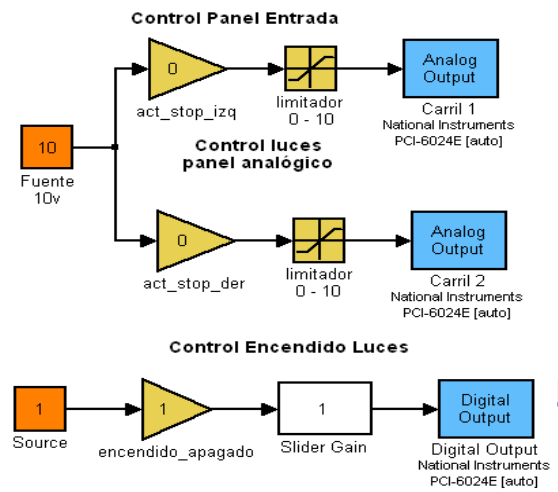 Control Panel Entrada
0
act_stop_izq
limitador
0 - 10
Analog
Output
Carril 1
National Instruments
PCI-6024E [auto]
10
Fuente
10v
Control luces
panel analógico
0
act_stop_der
limitador
0 - 10
Analog
Output
Carril 2
National Instruments
PCI-6024E [auto]
Control Encendido Luces
1
Source
1
encendido_apagado
1
Slider Gain
Digital
Output
Digital Output
National Instruments
PCI-6024E [auto]